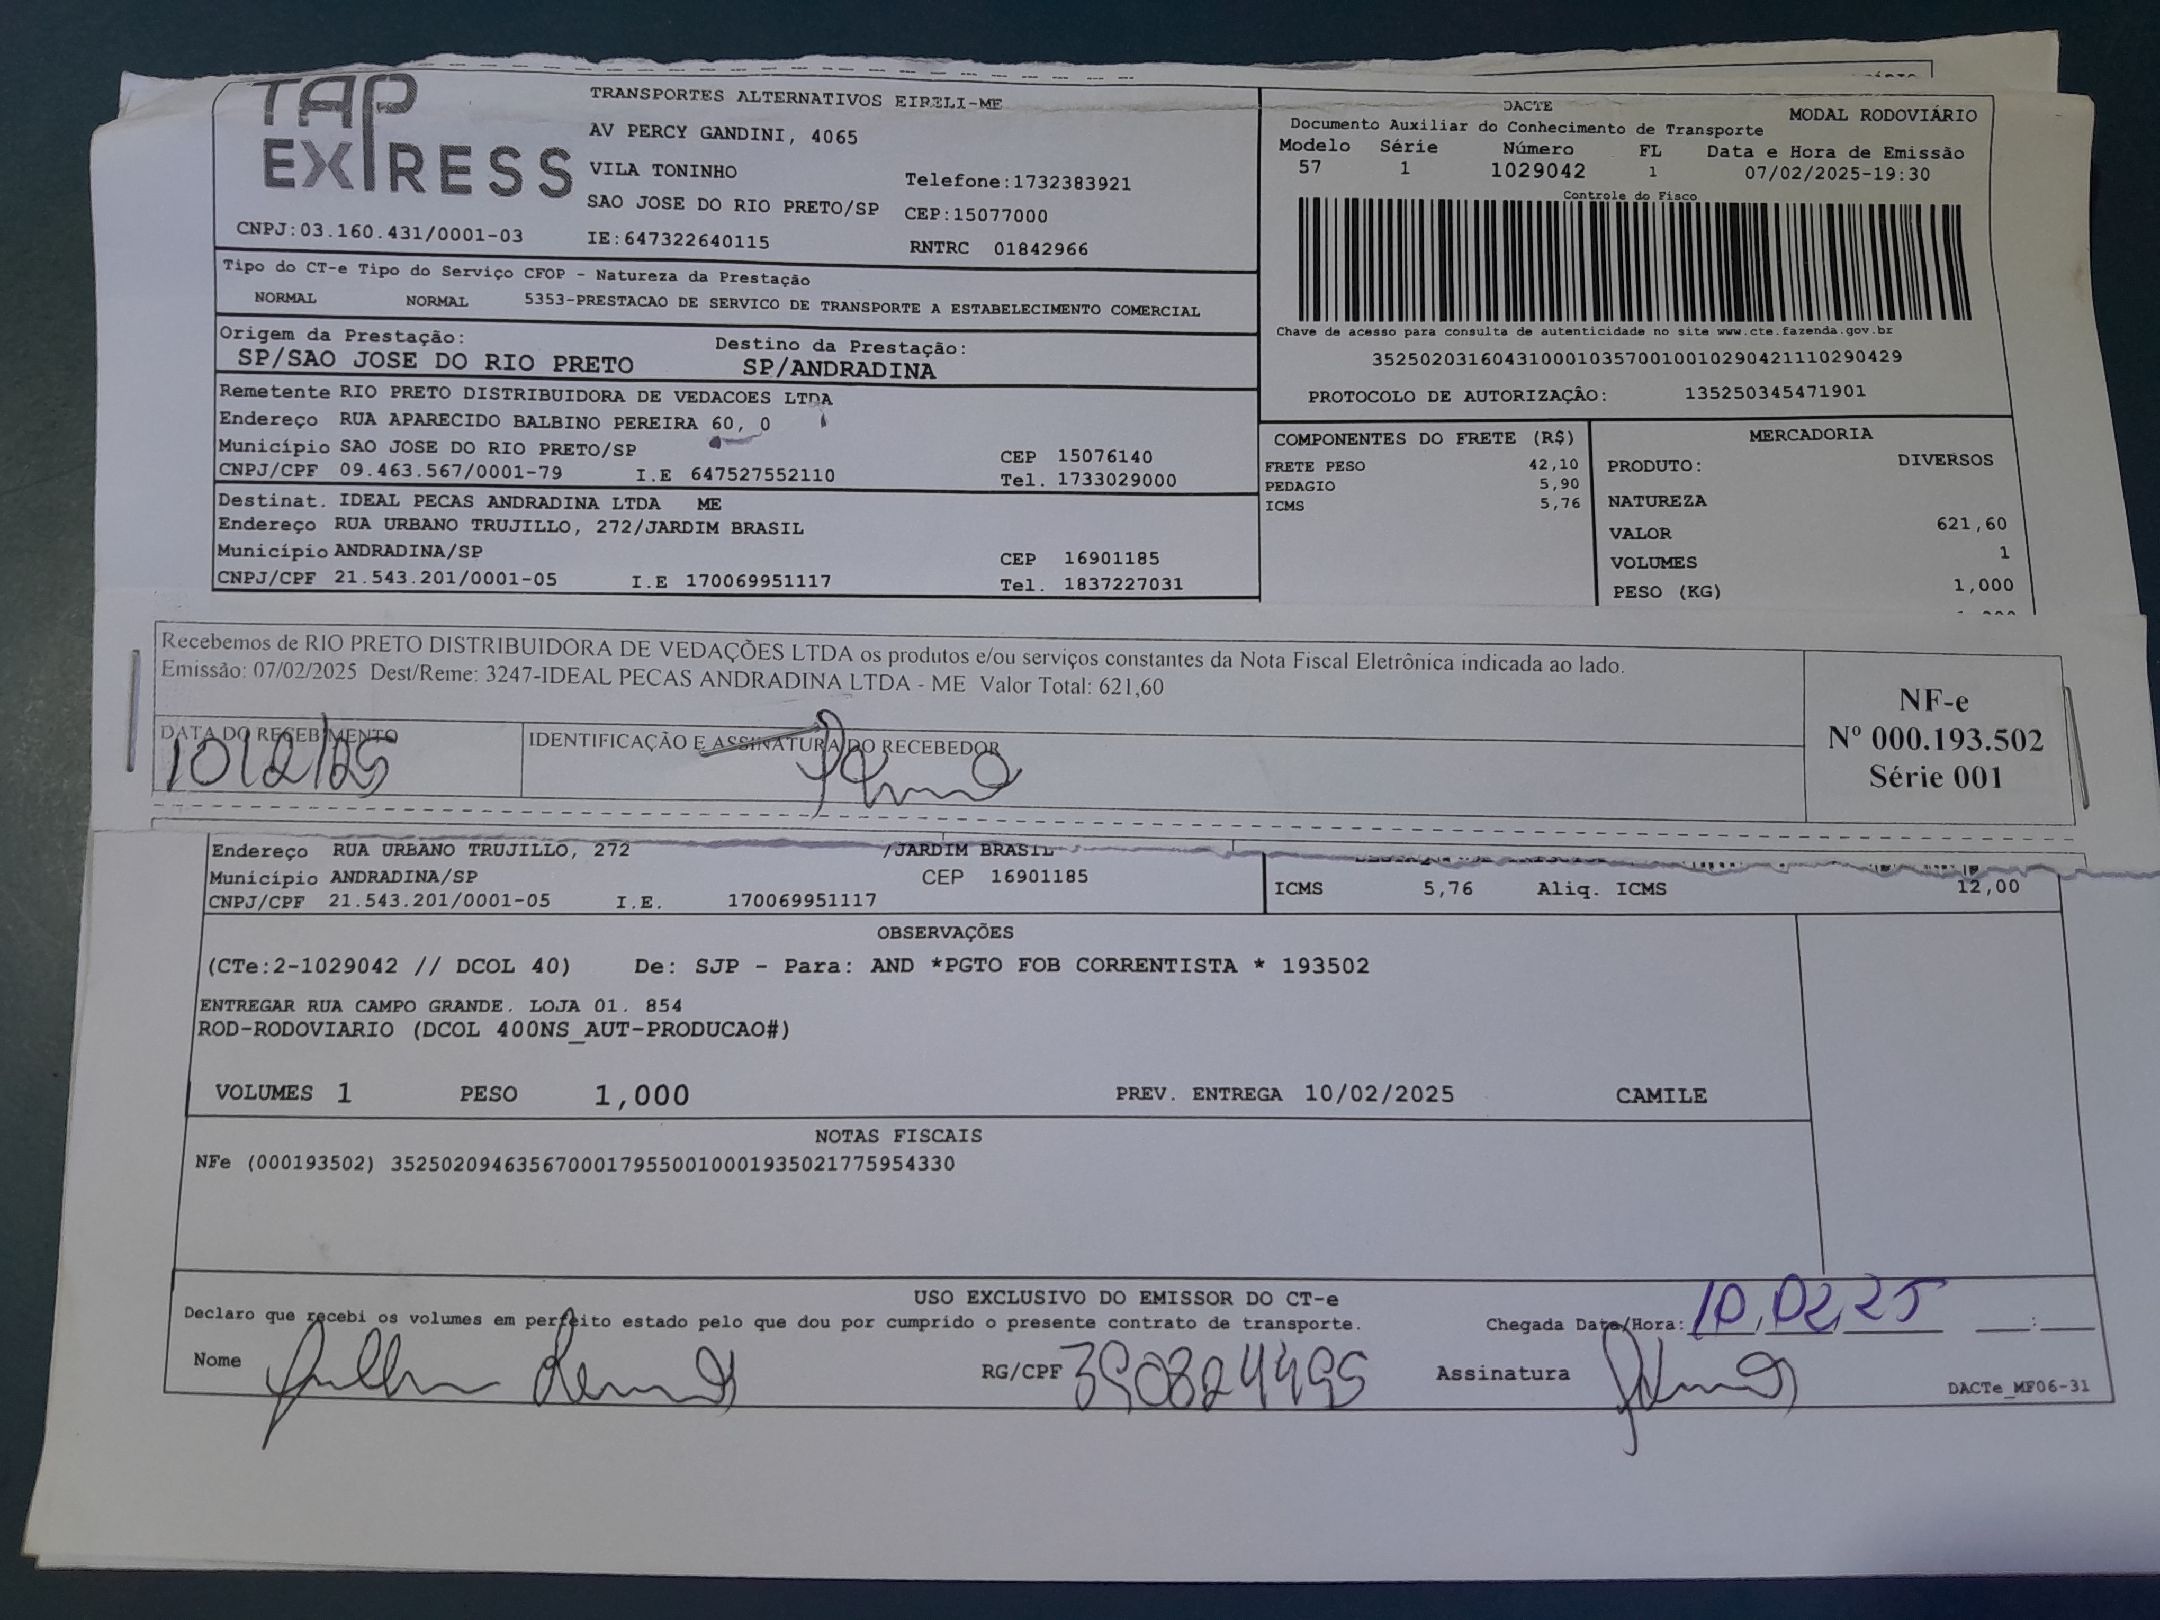 TAP
EXPRESS
TRANSPORTES ALTERNATIVOS EIRELI-ME
AV PERCY GANDINI, 4065
VILA TONINHO
Telefone:1732383921
SAO JOSE DO RIO PRETO/SP CEP:15077000
CNPJ:03.160.431/0001-03 IE:647322640115 RNTRC 01842966
DACTE MODAL RODOVIÁRIO
Documento Auxiliar do Conhecimento de Transporte
Modelo Série Número FL Data e Hora de Emissão
57 1 1029042 1 07/02/2025-19:30
Controle do Fisco
Chave de acesso para consulta de autenticidade no site www.cte.fazenda.gov.br
35250203160431000103570010010290421110290429
PROTOCOLO DE AUTORIZAÇÂO: 135250345471901
Tipo do CT-e Tipo do Serviço CFOP - Natureza da Prestação
NORMAL NORMAL 5353-PRESTACAO DE SERVICO DE TRANSPORTE A ESTABELECIMENTO COMERCIAL
Origem da Prestação: Destino da Prestação:
SP/SAO JOSE DO RIO PRETO SP/ANDRADINA
Remetente RIO PRETO DISTRIBUIDORA DE VEDACOES LTDA
Endereço RUA APARECIDO BALBINO PEREIRA 60, 0
Município SAO JOSE DO RIO PRETO/SP CEP 15076140
CNPJ/CPF 09.463.567/0001-79 I.E 647527552110 Tel. 1733029000
Destinat. IDEAL PECAS ANDRADINA LTDA ME
Endereço RUA URBANO TRUJILLO, 272/JARDIM BRASIL
Município ANDRADINA/SP CEP 16901185
CNPJ/CPF 21.543.201/0001-05 I.E 170069951117 Tel. 1837227031
COMPONENTES DO FRETE (R$)
FRETE PESO 42,10
PEDAGIO 5,90
ICMS 5,76
MERCADORIA
PRODUTO: DIVERSOS
NATUREZA
VALOR 621,60
VOLUMES 1
PESO (KG) 1,000
Recebemos de RIO PRETO DISTRIBUIDORA DE VEDAÇÕES LTDA os produtos e/ou serviços constantes da Nota Fiscal Eletrônica indicada ao lado.
Emissão: 07/02/2025 Dest/Reme: 3247-IDEAL PECAS ANDRADINA LTDA - ME Valor Total: 621,60
DATA DO RECEBIMENTO IDENTIFICAÇÃO E ASSINATURA DO RECEBEDOR
10/2/25
NF-e
Nº 000.193.502
Série 001
Endereço RUA URBANO TRUJILLO, 272 /JARDIM BRASIL
Município ANDRADINA/SP CEP 16901185
CNPJ/CPF 21.543.201/0001-05 I.E. 170069951117
ICMS 5,76 Aliq. ICMS 12,00
OBSERVAÇÕES
(CTe:2-1029042 // DCOL 40) De: SJP - Para: AND *PGTO FOB CORRENTISTA * 193502
ENTREGAR RUA CAMPO GRANDE. LOJA 01. 854
ROD-RODOVIARIO (DCOL 400NS_AUT-PRODUCAO#)
VOLUMES 1 PESO 1,000 PREV. ENTREGA 10/02/2025 CAMILE
NOTAS FISCAIS
NFe (000193502) 35250209463567000179550010001935021775954330
USO EXCLUSIVO DO EMISSOR DO CT-e
Declaro que recebi os volumes em perfeito estado pelo que dou por cumprido o presente contrato de transporte. Chegada Date/Hora: 10,02,25 :
Nome RG/CPF 390824495 Assinatura
DACTe_MF06-31